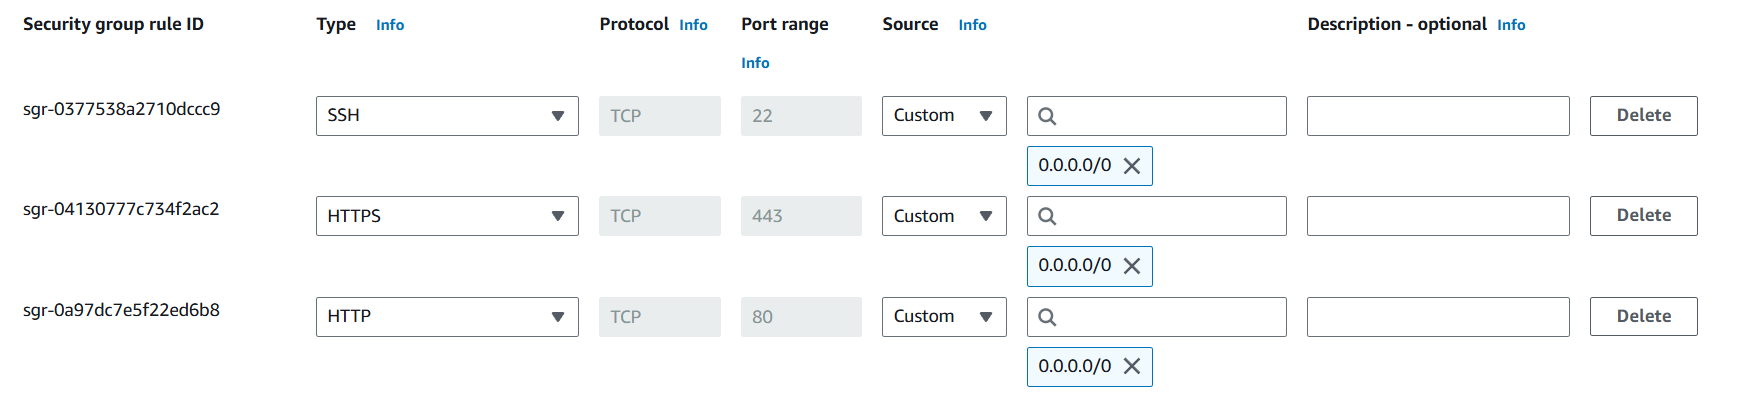 Security group rule ID Type Info Protocol Info Port range Source Info Description - optional Info
Info
sgr-0377538a2710dccc9 SSH TCP 22 Custom Delete
0.0.0.0/0
sgr-04130777c734f2ac2 HTTPS TCP 443 Custom Delete
0.0.0.0/0
sgr-0a97dc7e5f22ed6b8 HTTP TCP 80 Custom Delete
0.0.0.0/0